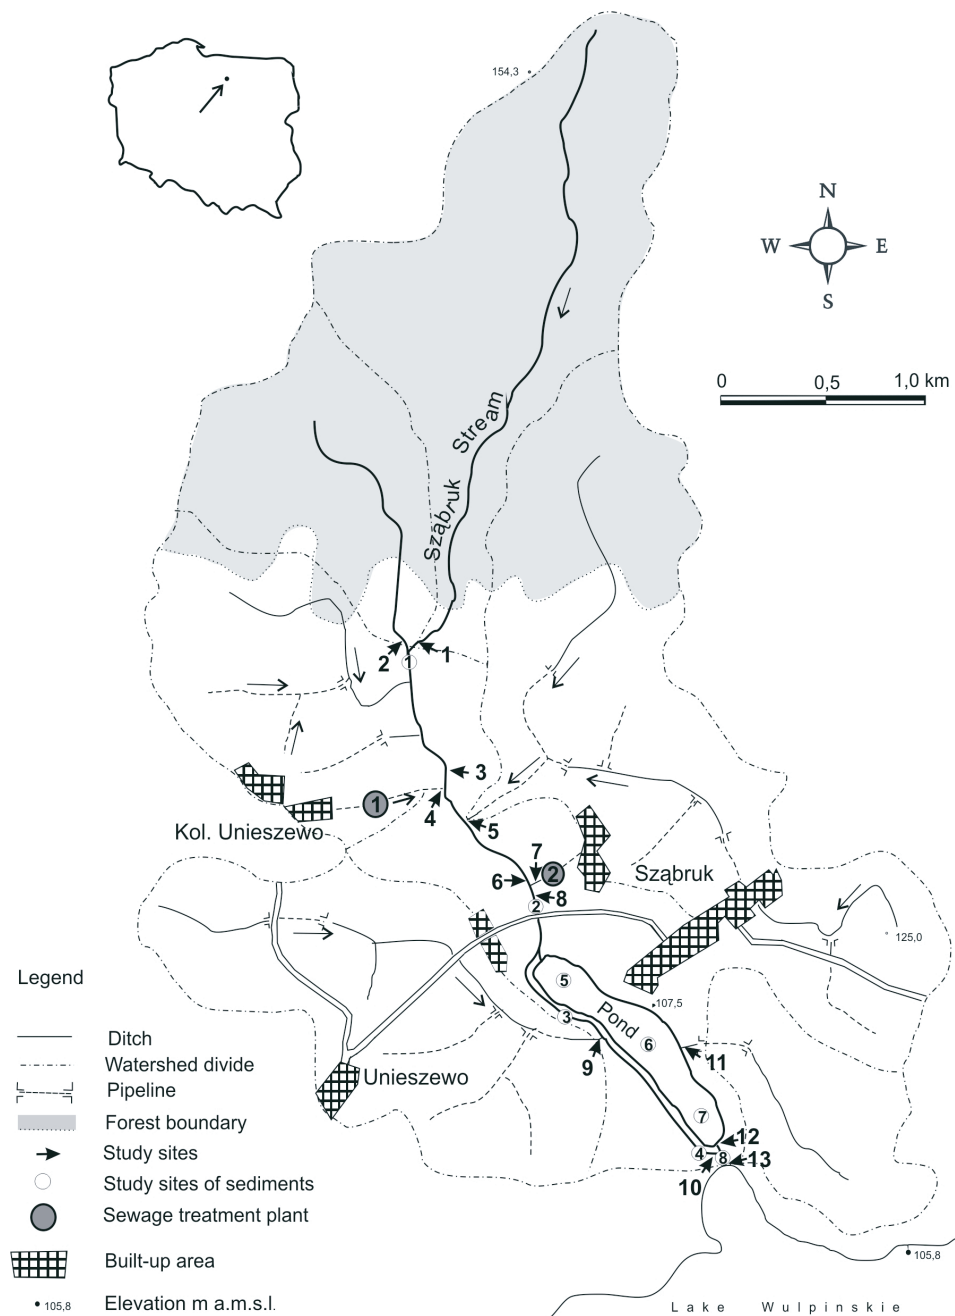 154,3
N
W
E
S
0
0,5
1,0 km
Sząbruk Stream
2
1
1
3
1
4
Kol. Unieszewo
5
7
2
Sząbruk
6
8
2
125,0
Legend
5
107,5
Pond
3
6
Ditch
11
Watershed divide
9
Unieszewo
Pipeline
7
Forest boundary
12
Study sites
4
8
13
Study sites of sediments
10
Sewage treatment plant
105,8
Built-up area
105,8
Elevation m a.m.s.l.
Lake Wulpinskie